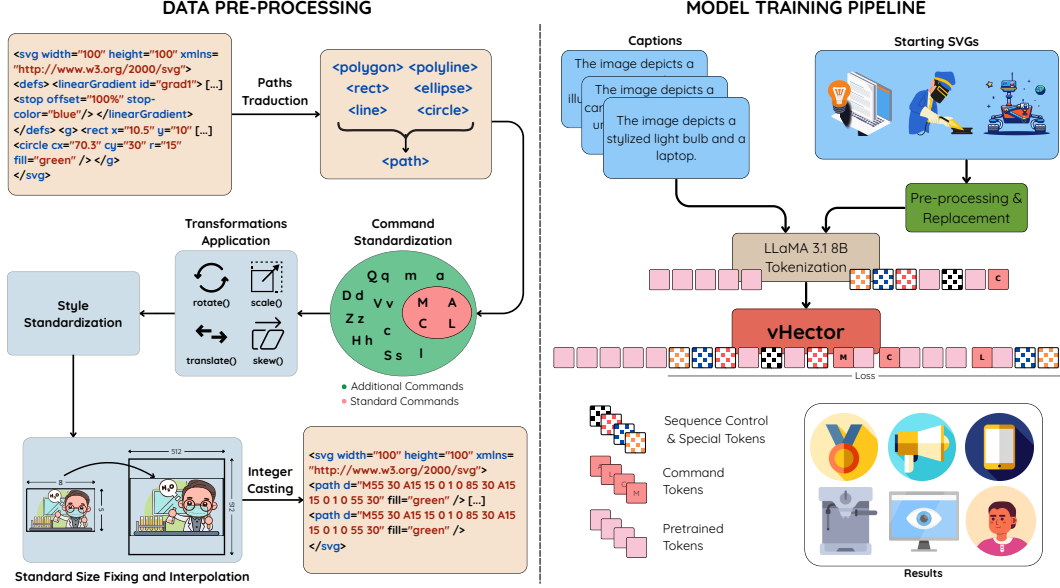 DATA PRE-PROCESSING
<svg width="100" height="100" xmlns=
"http://www.w3.org/2000/svg">
<defs> <linearGradient id="grad1"> [...]
<stop offset="100%" stop-
color="blue"/> </linearGradient>
</defs> <g> <rect x="10.5" y="10" [...]
<circle cx="70.3" cy="30" r="15"
fill="green" /> </g>
</svg>
Paths
Traduction
<polygon> <polyline>
<rect> <ellipse>
<line> <circle>
<path>
Transformations
Application
rotate() scale()
translate() skew()
Command
Standardization
Q q m a
D d V v M A
Z z c C L
H h S s l
Additional Commands
Standard Commands
Style
Standardization
8
5
512
512
H₂O
H₂O
Standard Size Fixing and Interpolation
Integer
Casting
<svg width="100" height="100" xmlns=
"http://www.w3.org/2000/svg">
<path d="M55 30 A15 15 0 1 0 85 30 A15
15 0 1 0 55 30" fill="green" /> [...]
<path d="M55 30 A15 15 0 1 0 85 30 A15
15 0 1 0 55 30" fill="green" />
</svg>
MODEL TRAINING PIPELINE
Captions
The image depicts a
illu
The image depicts a
car
un
The image depicts a
stylized light bulb and a
laptop.
Starting SVGs
Pre-processing &
Replacement
LLaMA 3.1 8B
Tokenization
C
vHector
M C L
Loss
Sequence Control
& Special Tokens
A L C M
Command
Tokens
Pretrained
Tokens
Results